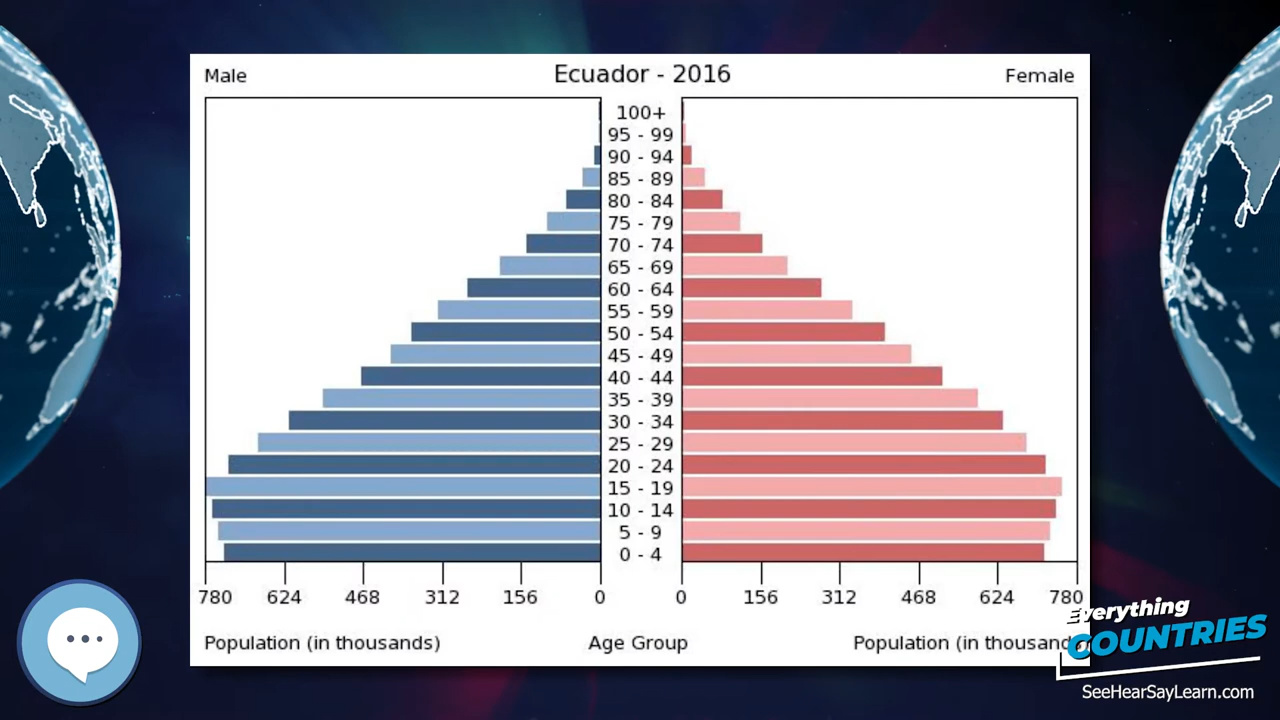 Male Ecuador - 2016 Female
100+
95 - 99
90 - 94
85 - 89
80 - 84
75 - 79
70 - 74
65 - 69
60 - 64
55 - 59
50 - 54
45 - 49
40 - 44
35 - 39
30 - 34
25 - 29
20 - 24
15 - 19
10 - 14
5 - 9
0 - 4
780 624 468 312 156 0 0 156 312 468 624 780
Population (in thousands) Age Group Population (in thousands)
Everything
COUNTRIES
SeeHearSayLearn.com